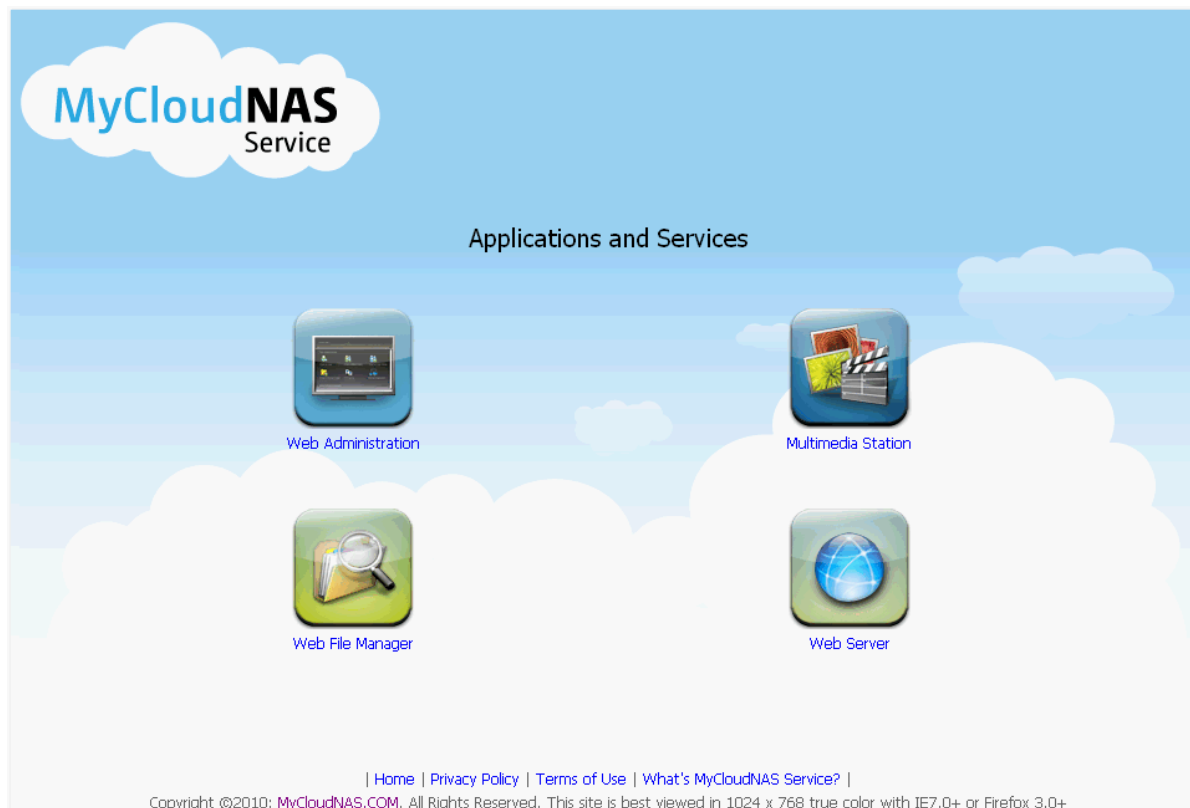 MyCloudNAS
Service
Applications and Services
Web Administration
Multimedia Station
Web File Manager
Web Server
| Home | Privacy Policy | Terms of Use | What's MyCloudNAS Service? |
Copyright ©2010; MyCloudNAS.COM. All Rights Reserved. This site is best viewed in 1024 x 768 true color with IE7.0+ or Firefox 3.0+